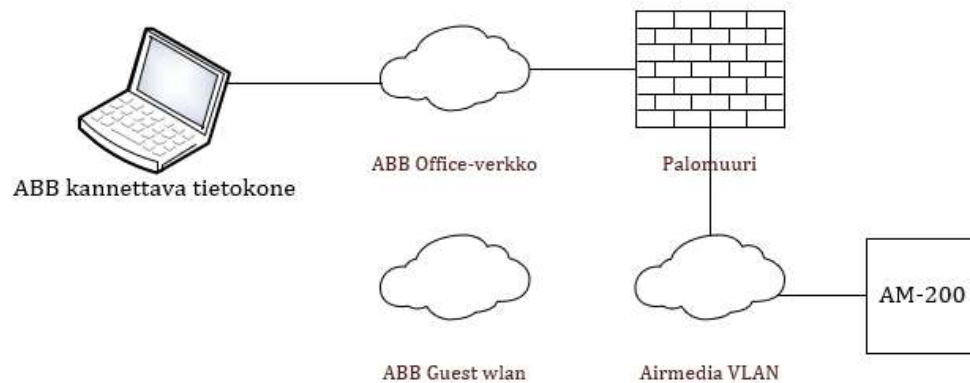 ABB kannettava tietokone
ABB Office-verkko
Palomuuri
ABB Guest wlan
Airmedia VLAN
AM-200